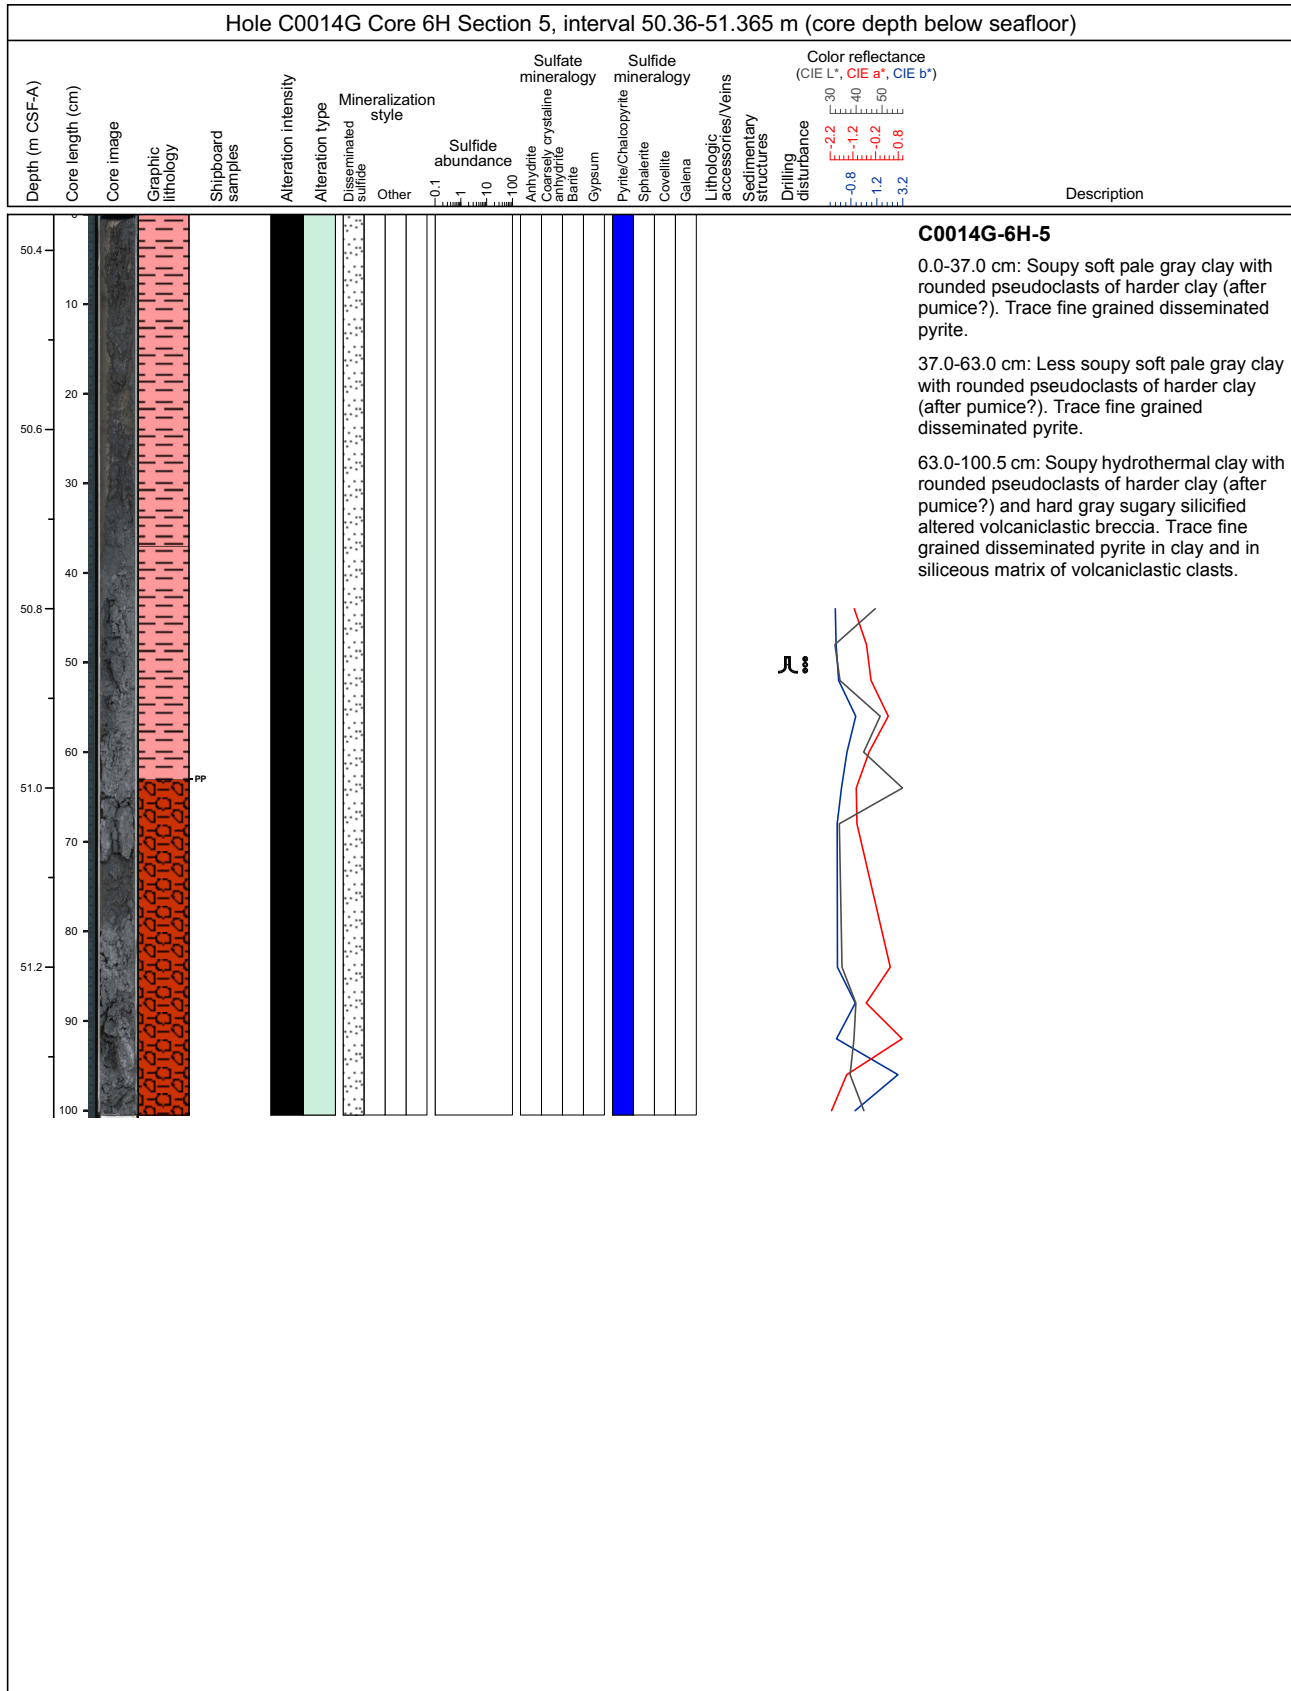 Hole C0014G Core 6H Section 5, interval 50.36-51.365 m (core depth below seafloor)
Depth (m CSF-A)
Core length (cm)
Core image
Graphic
lithology
Shipboard
samples
Alteration intensity
Alteration type
Mineralization
style
Disseminated
sulfide
Other
Sulfide
abundance
0.1
1
10
100
Sulfate
mineralogy
Anhydrite
Coarsely crystaline
anhydrite
Barite
Gypsum
Sulfide
mineralogy
Pyrite/Chalcopyrite
Sphalerite
Covellite
Galena
Lithologic
accessories/Veins
Sedimentary
structures
Drilling
disturbance
Color reflectance
(CIE L*, CIE a*, CIE b*)
30
40
50
-2.2
-1.2
-0.2
0.8
-0.8
1.2
3.2
Description
50.4
50.6
50.8
51.0
51.2
0
10
20
30
40
50
60
70
80
90
100
PP
C0014G-6H-5
0.0-37.0 cm: Soupy soft pale gray clay with
rounded pseudoclasts of harder clay (after
pumice?). Trace fine grained disseminated
pyrite.
37.0-63.0 cm: Less soupy soft pale gray clay
with rounded pseudoclasts of harder clay
(after pumice?). Trace fine grained
disseminated pyrite.
63.0-100.5 cm: Soupy hydrothermal clay with
rounded pseudoclasts of harder clay (after
pumice?) and hard gray sugary silicified
altered volcaniclastic breccia. Trace fine
grained disseminated pyrite in clay and in
siliceous matrix of volcaniclastic clasts.